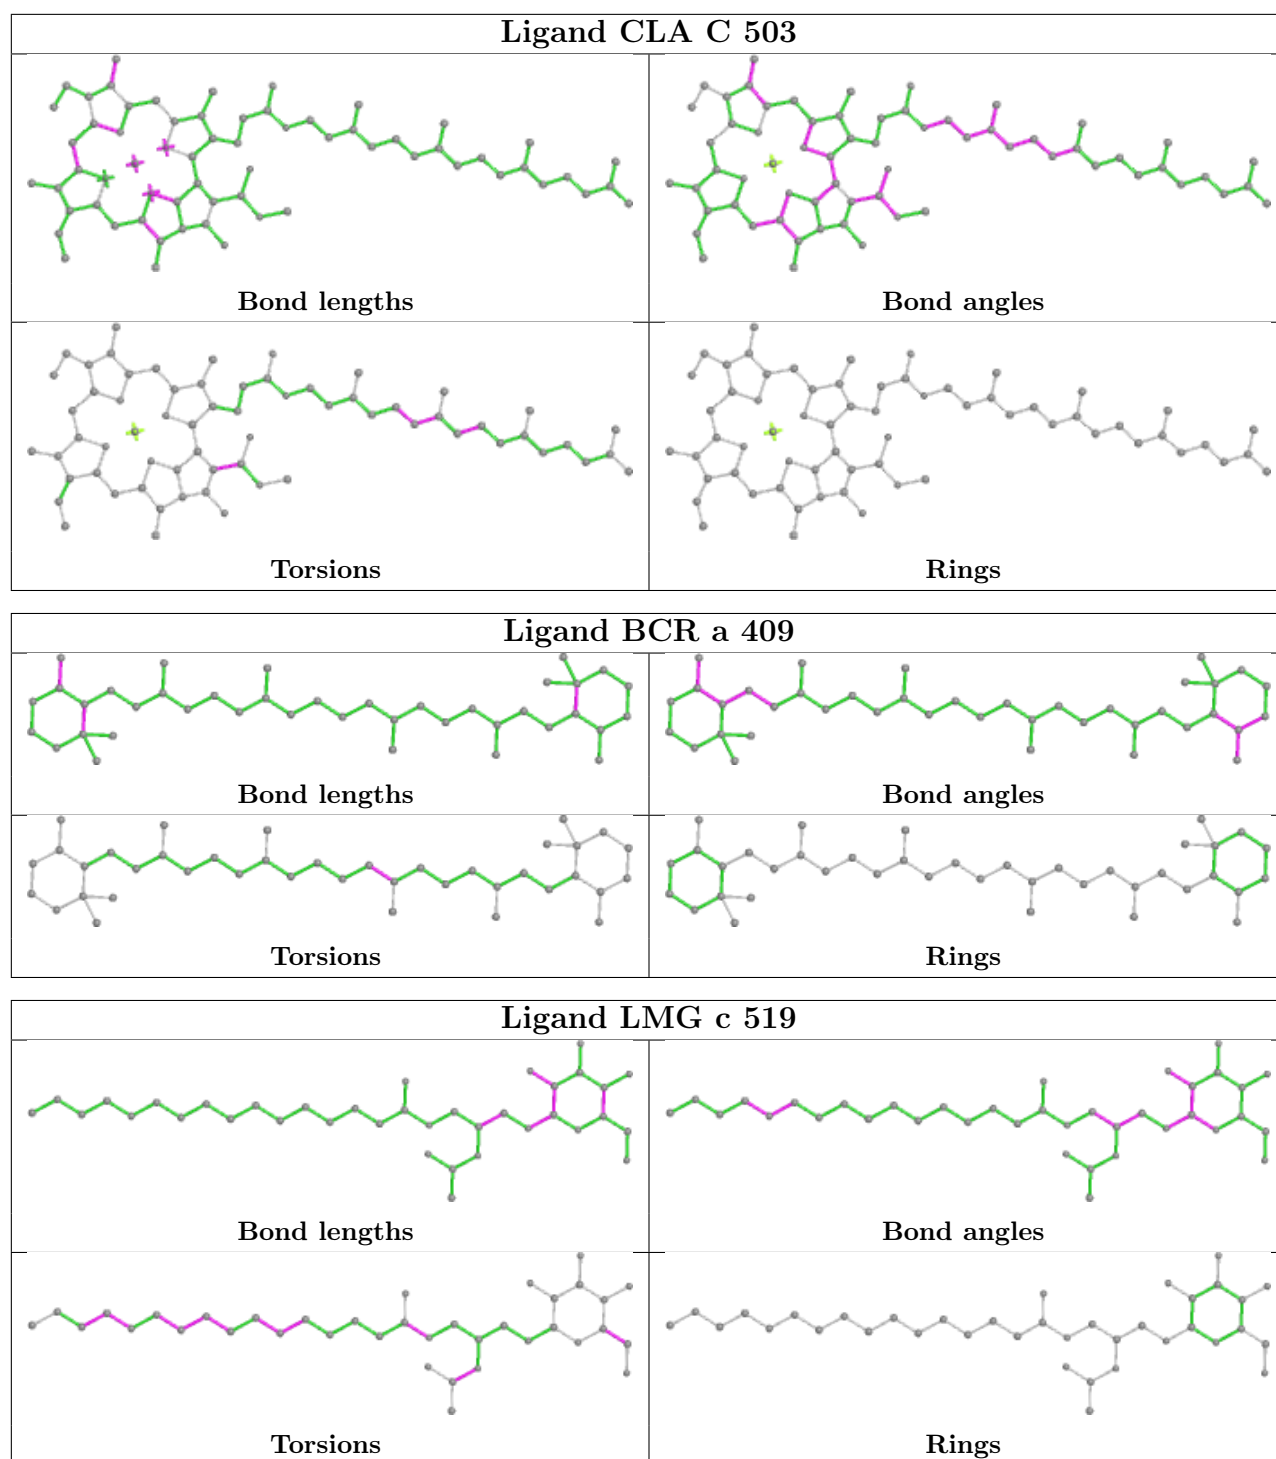 Ligand CLA C 503
Bond lengths
Bond angles
Torsions
Rings
Ligand BCR a 409
Bond lengths
Bond angles
Torsions
Rings
Ligand LMG c 519
Bond lengths
Bond angles
Torsions
Rings